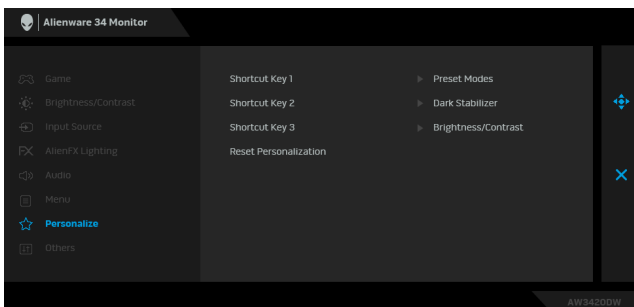 Alienware 34 Monitor
Game
Brightness/Contrast
Input Source
AlienFX Lighting
Audio
Menu
Personalize
Others
Shortcut Key 1 Preset Modes
Shortcut Key 2 Dark Stabilizer
Shortcut Key 3 Brightness/Contrast
Reset Personalization
AW3420DW